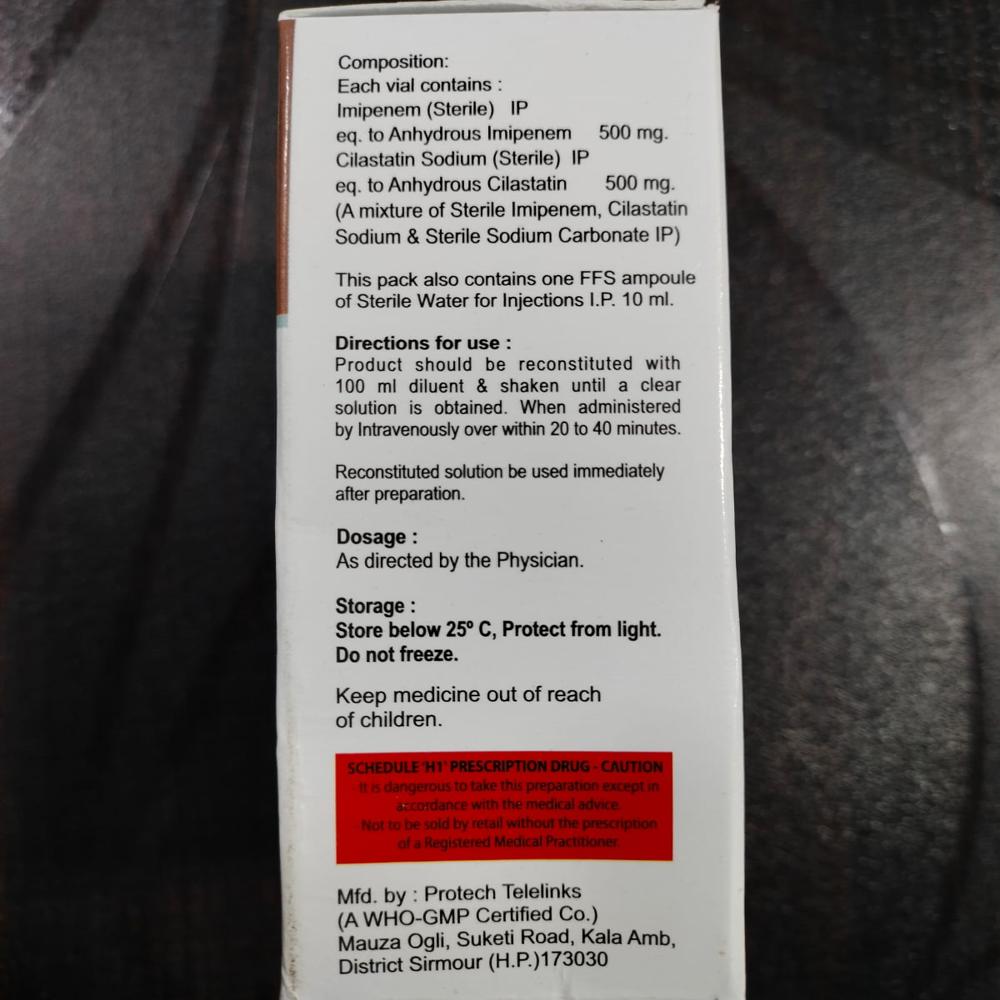 Composition:
Each vial contains :
Imipenem (Sterile) IP
eq. to Anhydrous Imipenem 500 mg.
Cilastatin Sodium (Sterile) IP
eq. to Anhydrous Cilastatin 500 mg.
(A mixture of Sterile Imipenem, Cilastatin
Sodium & Sterile Sodium Carbonate IP)
This pack also contains one FFS ampoule
of Sterile Water for Injections I.P. 10 ml.
Directions for use :
Product should be reconstituted with
100 ml diluent & shaken until a clear
solution is obtained. When administered
by Intravenously over within 20 to 40 minutes.
Reconstituted solution be used immediately
after preparation.
Dosage :
As directed by the Physician.
Storage :
Store below 25º C, Protect from light.
Do not freeze.
Keep medicine out of reach
of children.
SCHEDULE 'H1' PRESCRIPTION DRUG - CAUTION
It is dangerous to take this preparation except in
accordance with the medical advice.
Not to be sold by retail without the prescription
of a Registered Medical Practitioner.
Mfd. by : Protech Telelinks
(A WHO-GMP Certified Co.)
Mauza Ogli, Suketi Road, Kala Amb,
District Sirmour (H.P.)173030